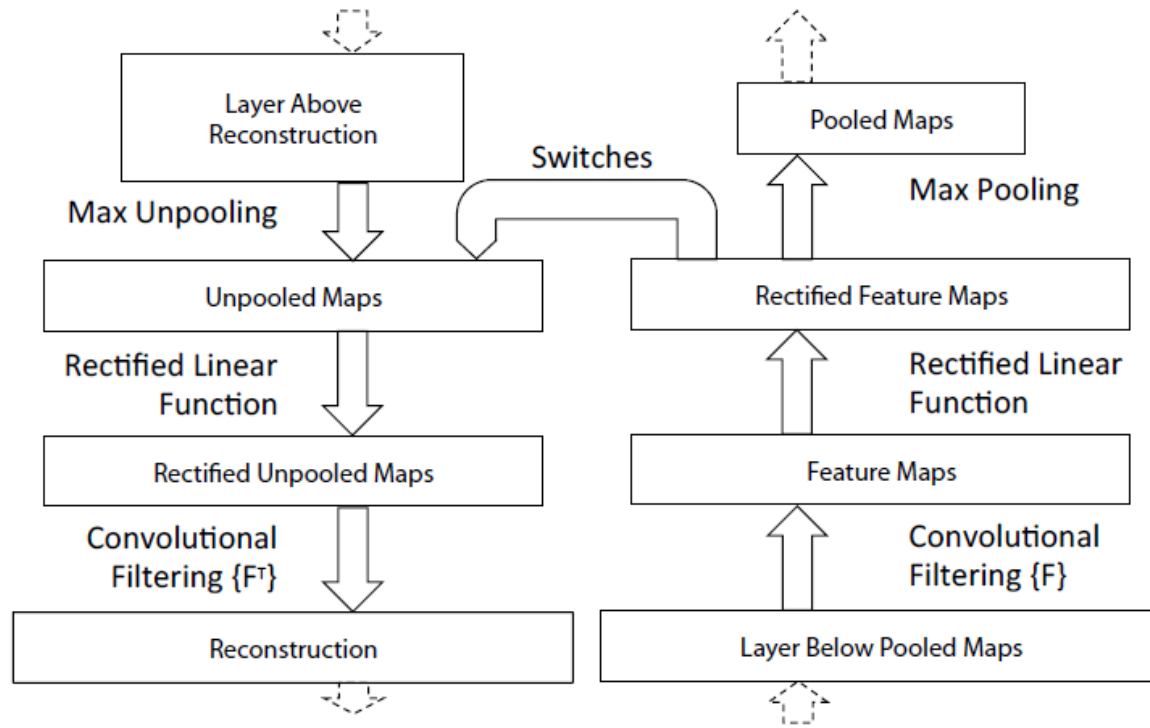 Layer Above
Reconstruction
Max Unpooling
Unpooled Maps
Rectified Linear
Function
Rectified Unpooled Maps
Convolutional
Filtering {Fᵀ}
Reconstruction
Switches
Pooled Maps
Max Pooling
Rectified Feature Maps
Rectified Linear
Function
Feature Maps
Convolutional
Filtering {F}
Layer Below Pooled Maps